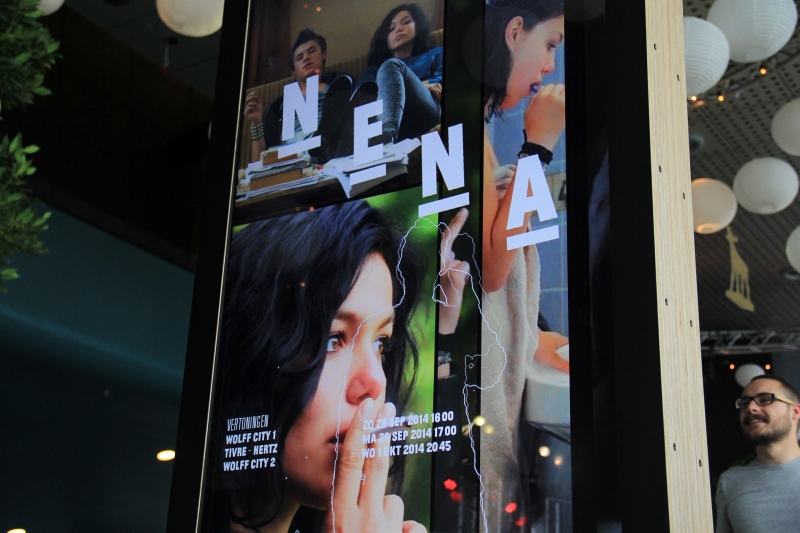 NENA
VERTONINGEN
WOLFF CITY 1
TIVRE - HERTZ
WOLFF CITY 2
ZO 28 SEP 2014 16 00
MA 29 SEP 2014 17 00
WO 1 OKT 2014 20 45